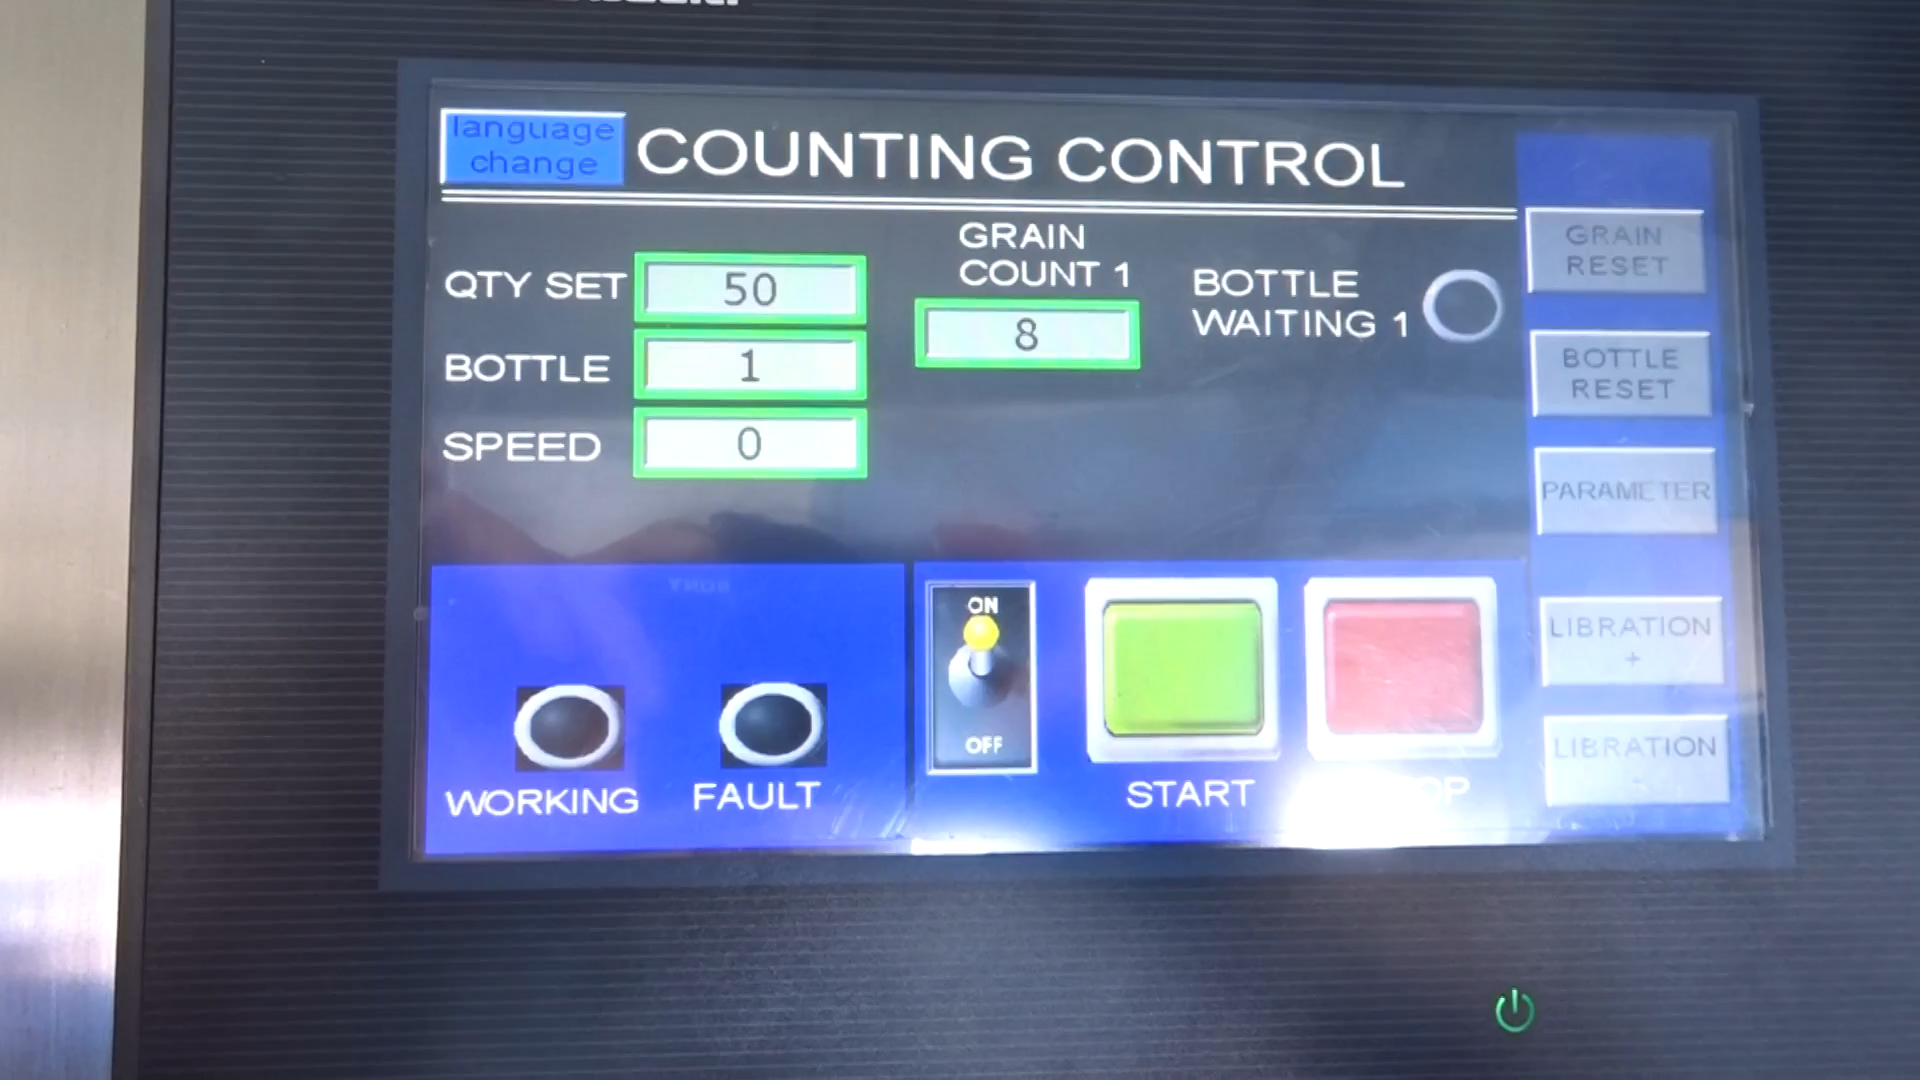 language
change
COUNTING CONTROL
QTY SET 50
BOTTLE 1
SPEED 0
GRAIN
COUNT 1
8
BOTTLE
WAITING 1
GRAIN
RESET
BOTTLE
RESET
PARAMETER
LIBRATION
+
LIBRATION
-
WORKING
FAULT
ON
OFF
START